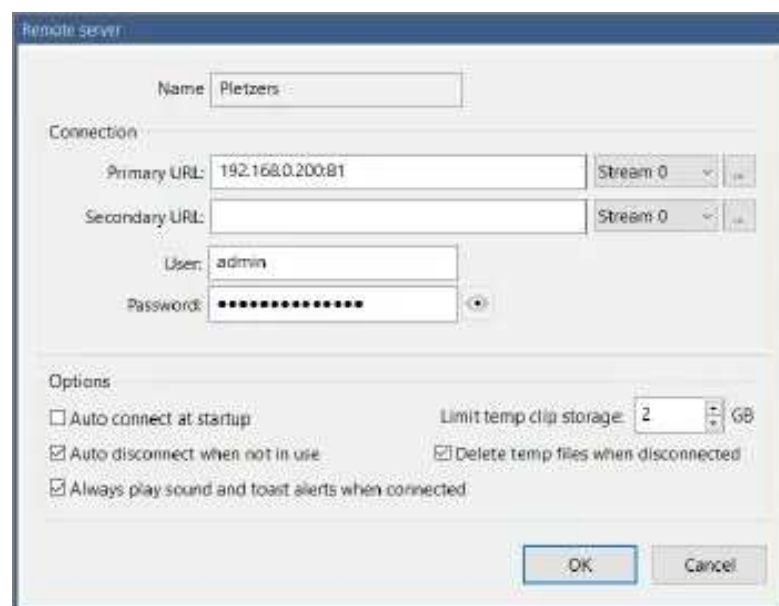 Remote server
Name Pletzers
Connection
Primary URL: 192.168.0.200:81 Stream 0 ...
Secondary URL: Stream 0 ...
User: admin
Password: ••••••••••••••
Options
Auto connect at startup Limit temp clip storage: 2 GB
Auto disconnect when not in use Delete temp files when disconnected
Always play sound and toast alerts when connected
OK Cancel